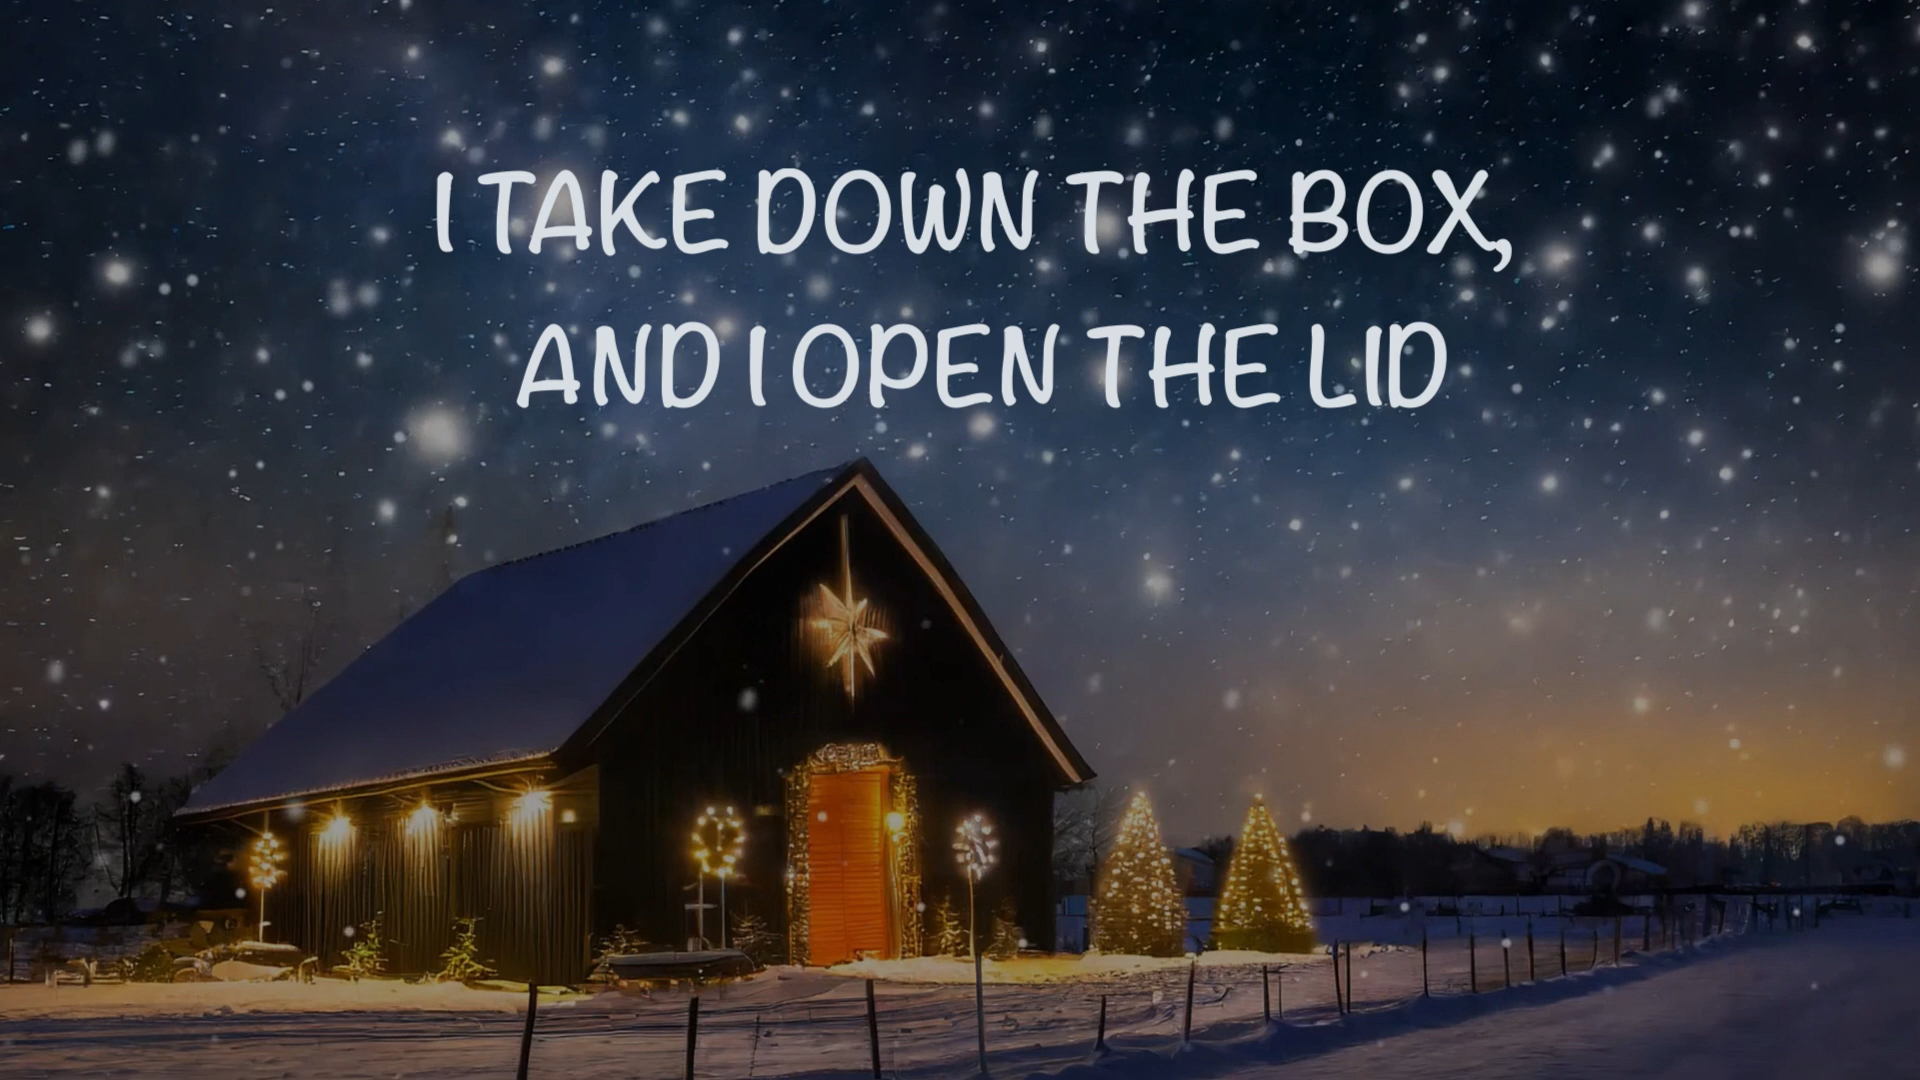 I TAKE DOWN THE BOX,
AND I OPEN THE LID